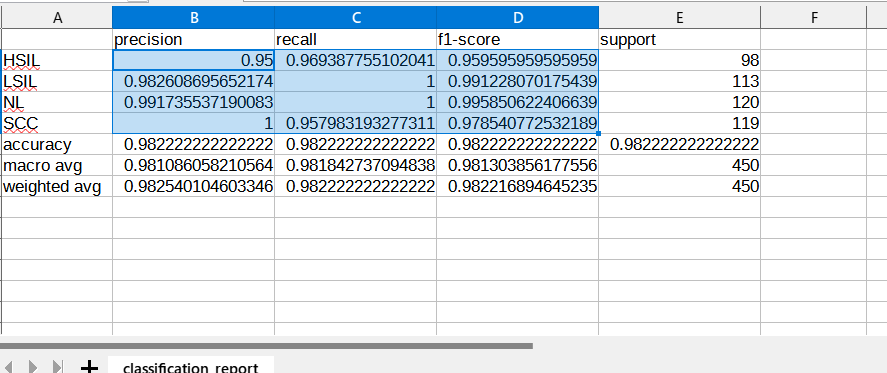 A B C D E F
precision recall f1-score support
HSIL 0.95 0.969387755102041 0.959595959595959 98
LSIL 0.982608695652174 1 0.991228070175439 113
NL 0.991735537190083 1 0.995850622406639 120
SCC 1 0.957983193277311 0.978540772532189 119
accuracy 0.982222222222222 0.982222222222222 0.982222222222222 0.982222222222222
macro avg 0.981086058210564 0.981842737094838 0.981303856177556 450
weighted avg 0.982540104603346 0.982222222222222 0.982216894645235 450
classification_report